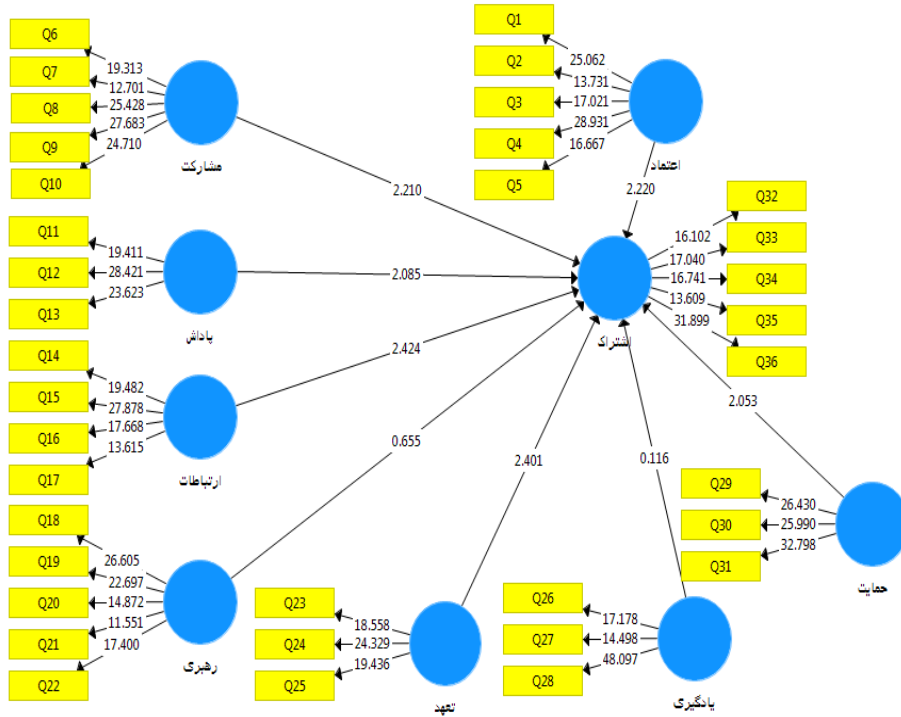 Q6
Q7
Q8
Q9
Q10
19.313
12.701
25.428
27.683
24.710
مشارکت
Q1
Q2
Q3
Q4
Q5
25.062
13.731
17.021
28.931
16.667
اعتماد
2.210
2.220
Q11
Q12
Q13
19.411
28.421
23.623
پاداش
2.085
Q32
Q33
Q34
Q35
Q36
16.102
17.040
16.741
13.609
31.899
اشتراک
Q14
Q15
Q16
Q17
19.482
27.878
17.668
13.615
ارتباطات
2.424
0.655
2.401
0.116
2.053
Q18
Q19
Q20
Q21
Q22
26.605
22.697
14.872
11.551
17.400
رهبری
Q23
Q24
Q25
18.558
24.329
19.436
تعهد
Q26
Q27
Q28
17.178
14.498
48.097
یادگیری
Q29
Q30
Q31
26.430
25.990
32.798
حمایت